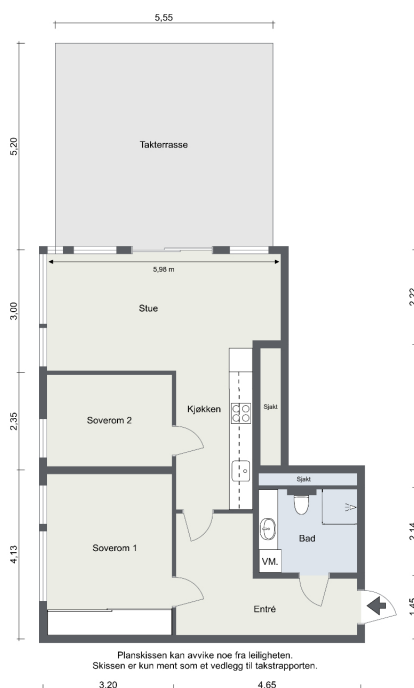 5,55
5,20
Takterrasse
5,98 m
3,00
2,22
Stue
Kjøkken
Sjakt
2,35
Soverom 2
Sjakt
2,14
Bad
4,13
Soverom 1
VM.
Entré
1,45
Planskissen kan avvike noe fra leiligheten.
Skissen er kun ment som et vedlegg til takstrapporten.
3,20
4,65